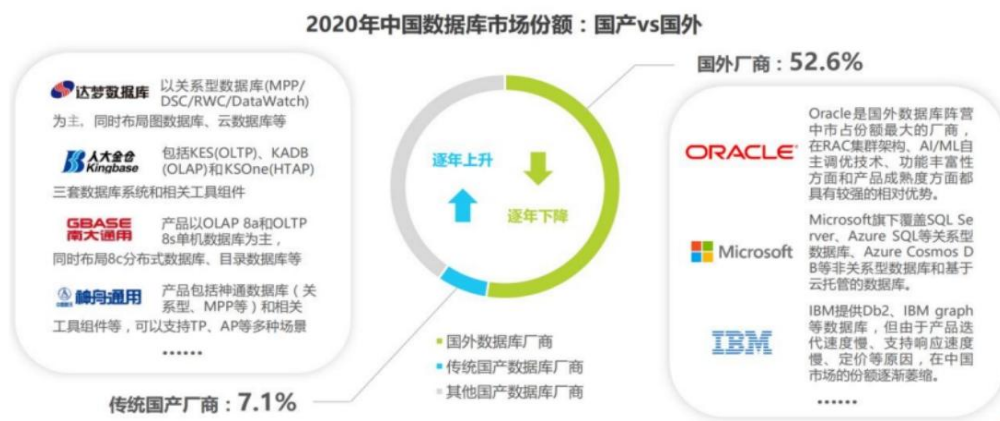 2020年中国数据库市场份额：国产vs国外
达梦数据库
以关系型数据库(MPP/
DSC/RWC/DataWatch)
为主，同时布局图数据库、云数据库等
人大金仓
Kingbase
包括KES(OLTP)、KADB
(OLAP)和KSOne(HTAP)
三套数据库系统和相关工具组件
GBASE
南大通用
产品以OLAP 8a和OLTP
8s单机数据库为主，
同时布局8c分布式数据库、目录数据库等
神舟通用
产品包括神通数据库（关
系型、MPP等）和相关
工具组件等，可以支持TP、AP等多种场景
……
传统国产厂商：7.1%
逐年上升
逐年下降
国外数据库厂商
传统国产数据库厂商
其他国产数据库厂商
国外厂商：52.6%
ORACLE
Oracle是国外数据库阵营
中市占份额最大的厂商，
在RAC集群架构、AI/ML自
主调优技术、功能丰富性
方面和产品成熟度方面都
具有较强的相对优势。
Microsoft
Microsoft旗下覆盖SQL Se
rver、Azure SQL等关系型
数据库、Azure Cosmos D
B等非关系型数据库和基于
云托管的数据库。
IBM
IBM提供Db2、IBM graph
等数据库，但由于产品迭
代速度慢、支持响应速度
慢、定价等原因，在中国
市场的份额逐渐萎缩。
……